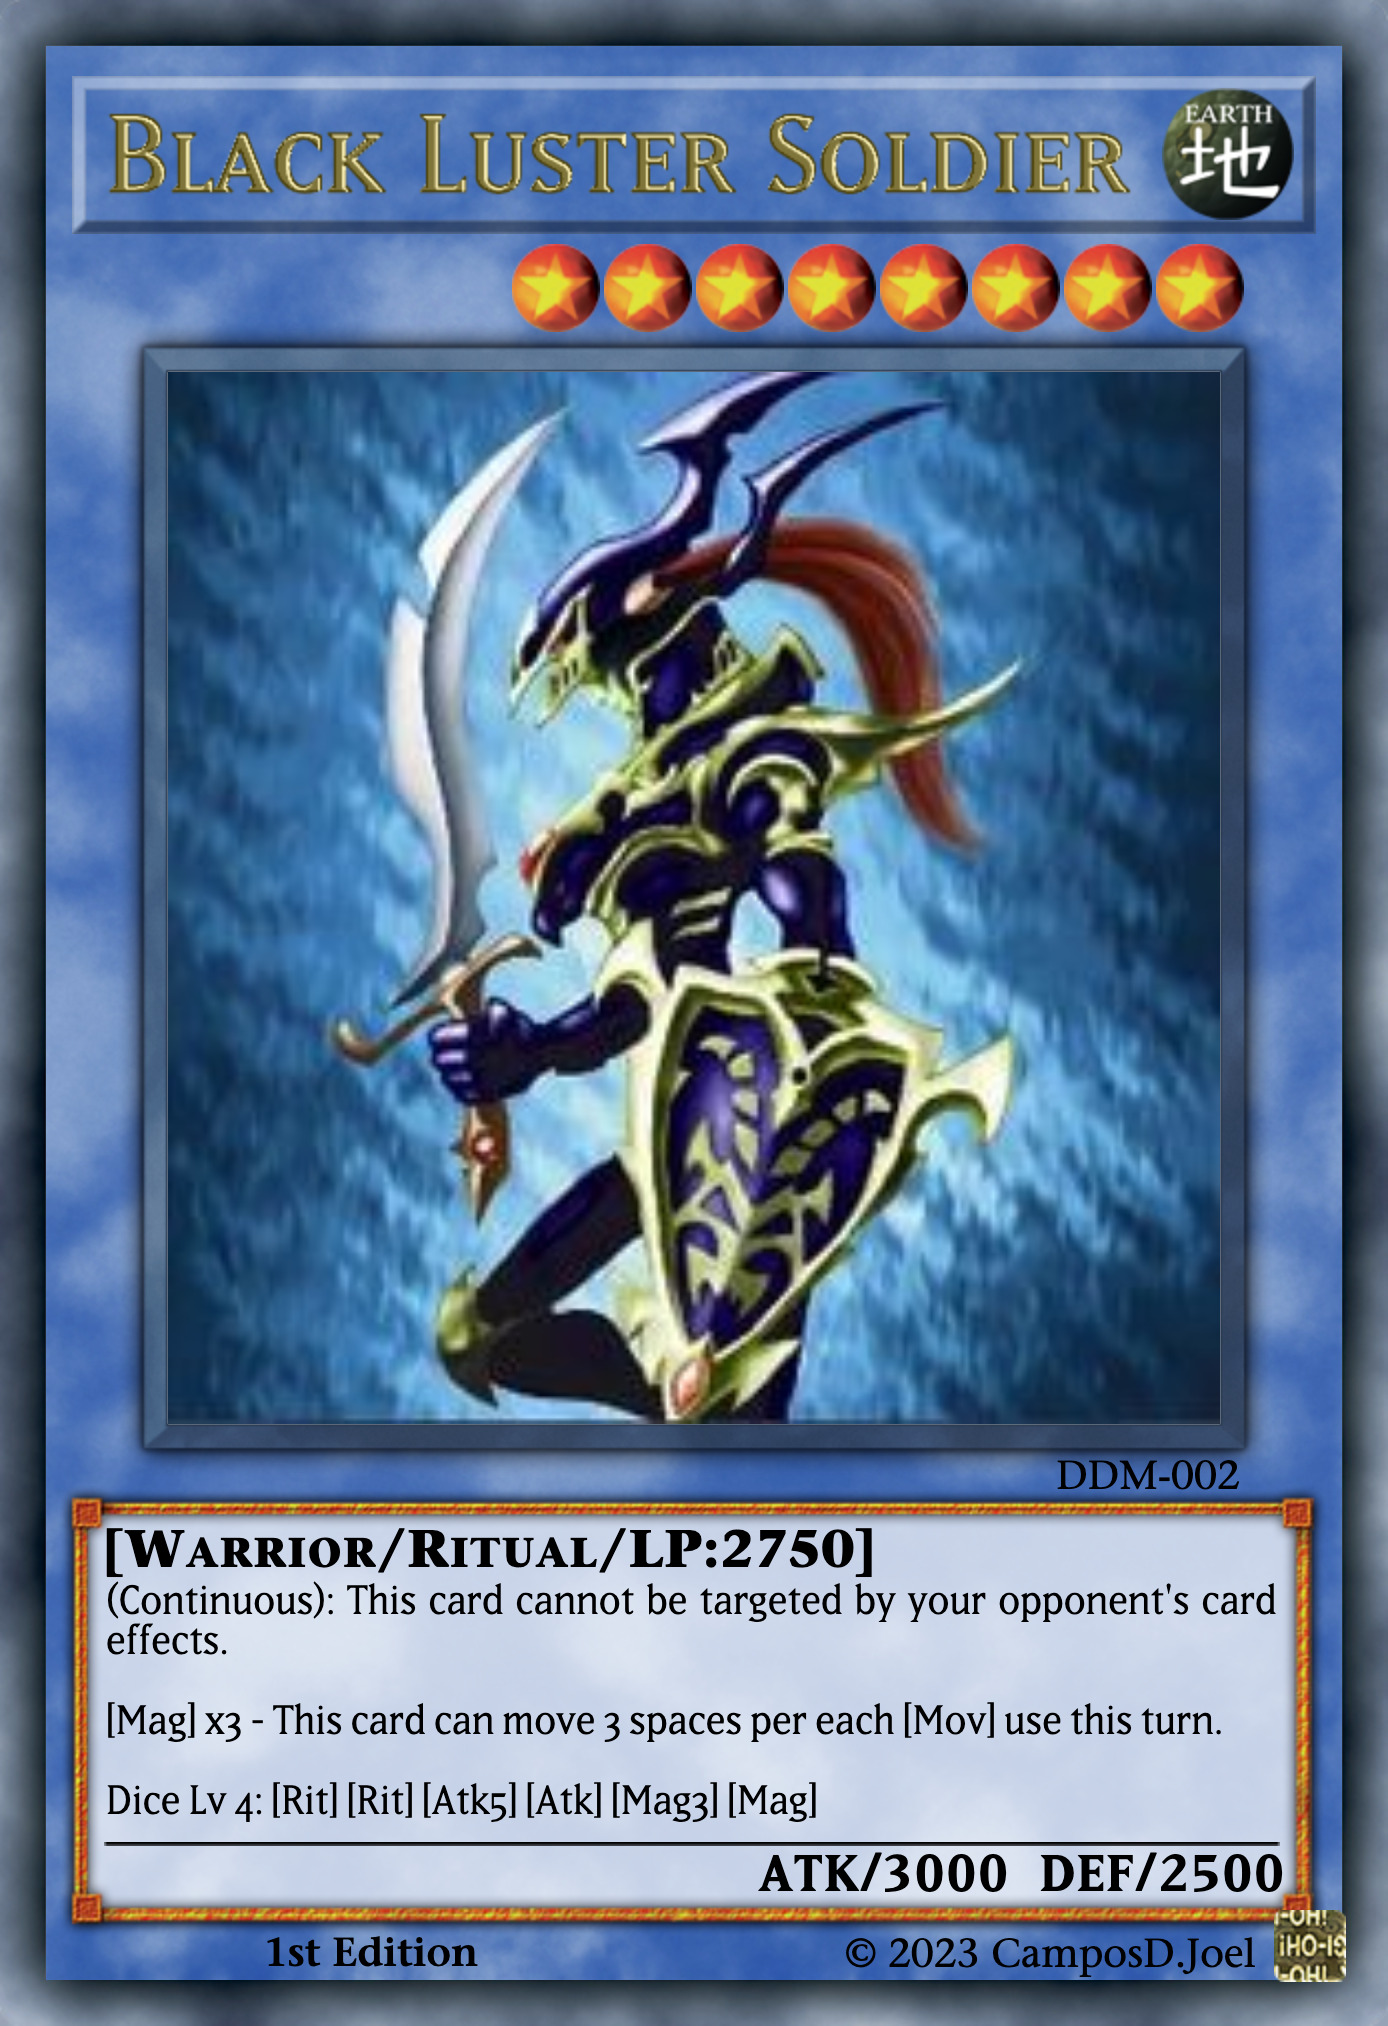 Black Luster Soldier
EARTH
地
DDM-002
[Warrior/Ritual/LP:2750]
(Continuous): This card cannot be targeted by your opponent's card
effects.
[Mag] x3 - This card can move 3 spaces per each [Mov] use this turn.
Dice Lv 4: [Rit] [Rit] [Atk5] [Atk] [Mag3] [Mag]
ATK/3000 DEF/2500
1st Edition
© 2023 CamposD.Joel